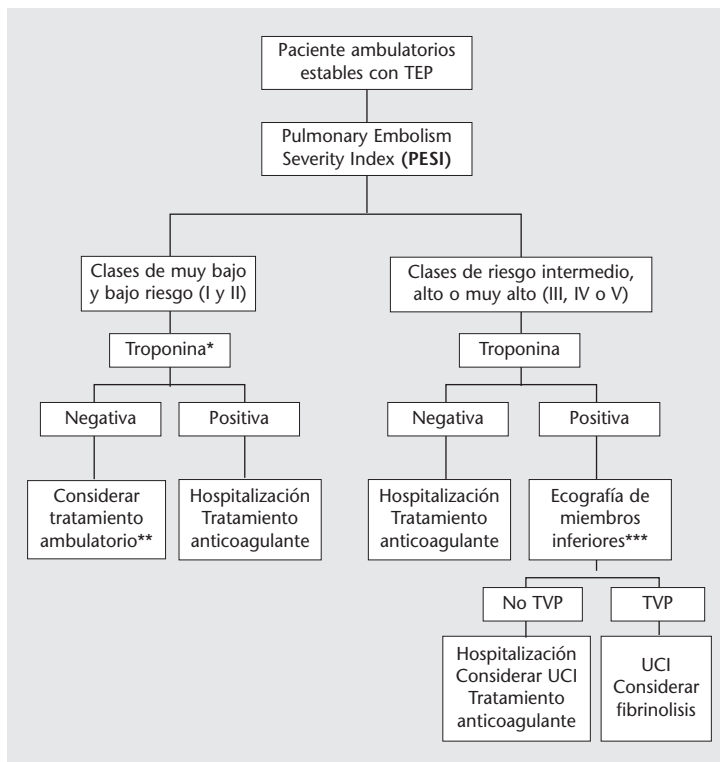 Paciente ambulatorios
estables con TEP
Pulmonary Embolism
Severity Index (PESI)
Clases de muy bajo
y bajo riesgo (I y II)
Clases de riesgo intermedio,
alto o muy alto (III, IV o V)
Troponina*
Troponina
Negativa
Positiva
Negativa
Positiva
Considerar
tratamiento
ambulatorio**
Hospitalización
Tratamiento
anticoagulante
Hospitalización
Tratamiento
anticoagulante
Ecografía de
miembros
inferiores***
No TVP
TVP
Hospitalización
Considerar UCI
Tratamiento
anticoagulante
UCI
Considerar
fibrinolisis